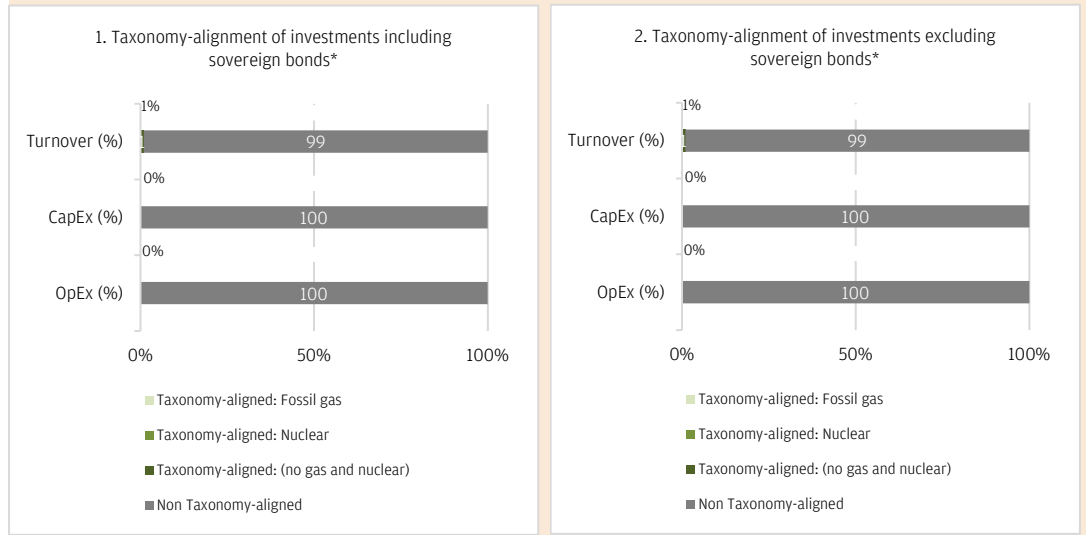 1. Taxonomy-alignment of investments including
sovereign bonds*
1%
Turnover (%)
99
0%
CapEx (%)
100
0%
OpEx (%)
100
0%
50%
100%
Taxonomy-aligned: Fossil gas
Taxonomy-aligned: Nuclear
Taxonomy-aligned: (no gas and nuclear)
Non Taxonomy-aligned
2. Taxonomy-alignment of investments excluding
sovereign bonds*
1%
Turnover (%)
99
0%
CapEx (%)
100
0%
OpEx (%)
100
0%
50%
100%
Taxonomy-aligned: Fossil gas
Taxonomy-aligned: Nuclear
Taxonomy-aligned: (no gas and nuclear)
Non Taxonomy-aligned